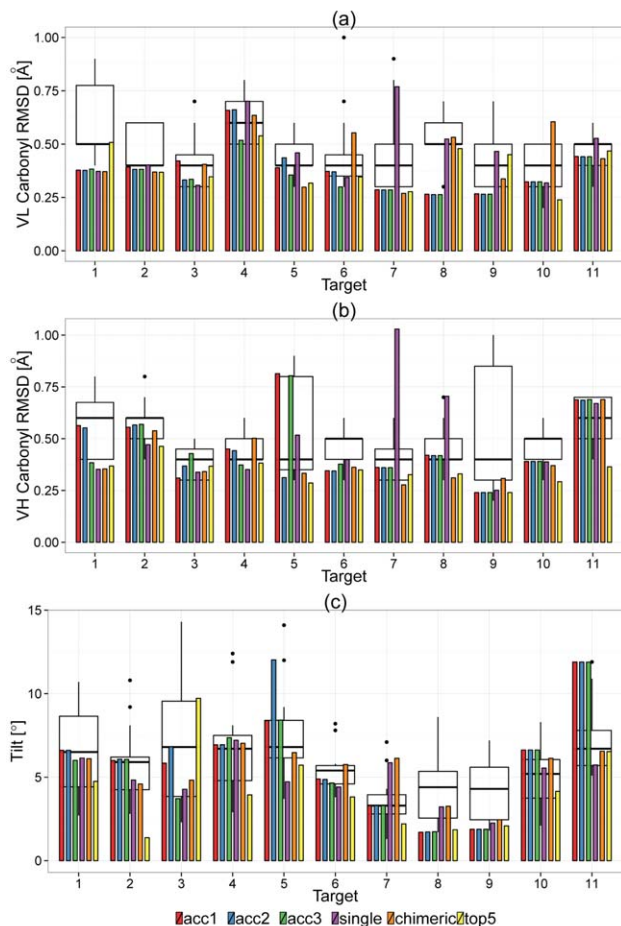 (a)
VL Carbonyl RMSD [Å]
1.00
0.75
0.50
0.25
0.00
1 2 3 4 5 6 7 8 9 10 11
Target
(b)
VH Carbonyl RMSD [Å]
1.00
0.75
0.50
0.25
0.00
1 2 3 4 5 6 7 8 9 10 11
Target
(c)
Tilt [°]
15
10
5
0
1 2 3 4 5 6 7 8 9 10 11
Target
acc1 acc2 acc3 single chimeric top5